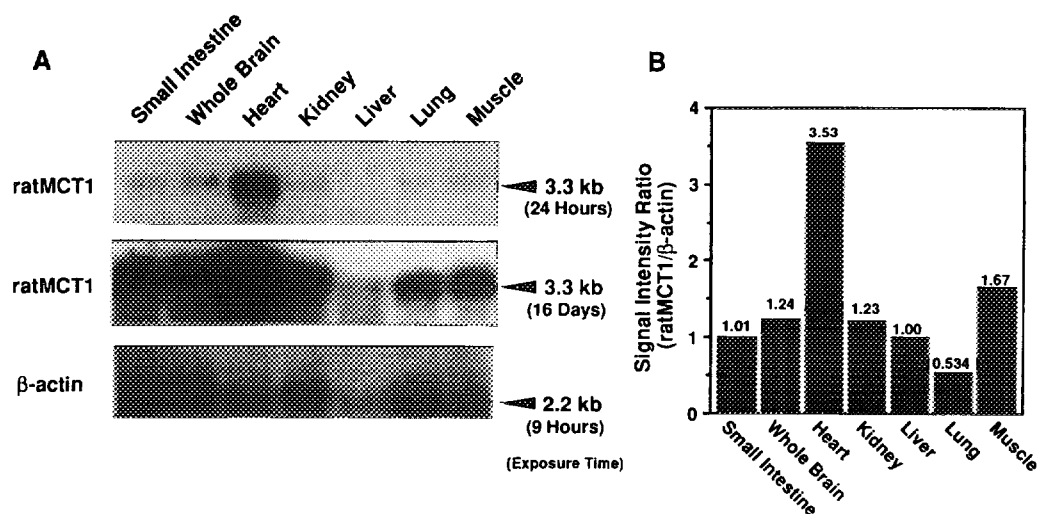 A
Small Intestine
Whole Brain
Heart
Kidney
Liver
Lung
Muscle
ratMCT1
3.3 kb
(24 Hours)
ratMCT1
3.3 kb
(16 Days)
β-actin
2.2 kb
(9 Hours)
(Exposure Time)
B
Signal Intensity Ratio
(ratMCT1/β-actin)
4
3
2
1
0
1.01
1.24
3.53
1.23
1.00
0.534
1.67
Small Intestine
Whole Brain
Heart
Kidney
Liver
Lung
Muscle